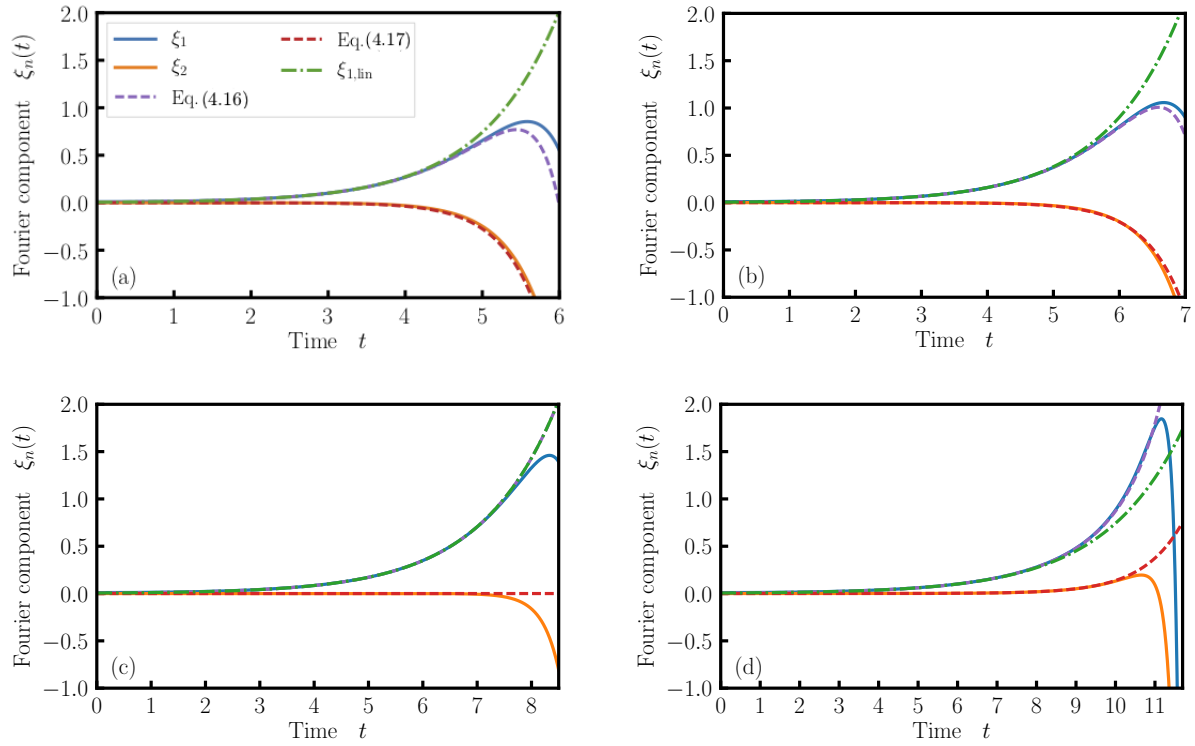 2.0
1.5
1.0
0.5
0.0
−0.5
−1.0
Fourier component ξn(t)
ξ1
ξ2
Eq.(4.16)
Eq.(4.17)
ξ1,lin
(a)
0 1 2 3 4 5 6
Time t
2.0
1.5
1.0
0.5
0.0
−0.5
−1.0
Fourier component ξn(t)
(b)
0 1 2 3 4 5 6 7
Time t
2.0
1.5
1.0
0.5
0.0
−0.5
−1.0
Fourier component ξn(t)
(c)
0 1 2 3 4 5 6 7 8
Time t
2.0
1.5
1.0
0.5
0.0
−0.5
−1.0
Fourier component ξn(t)
(d)
0 1 2 3 4 5 6 7 8 9 10 11
Time t